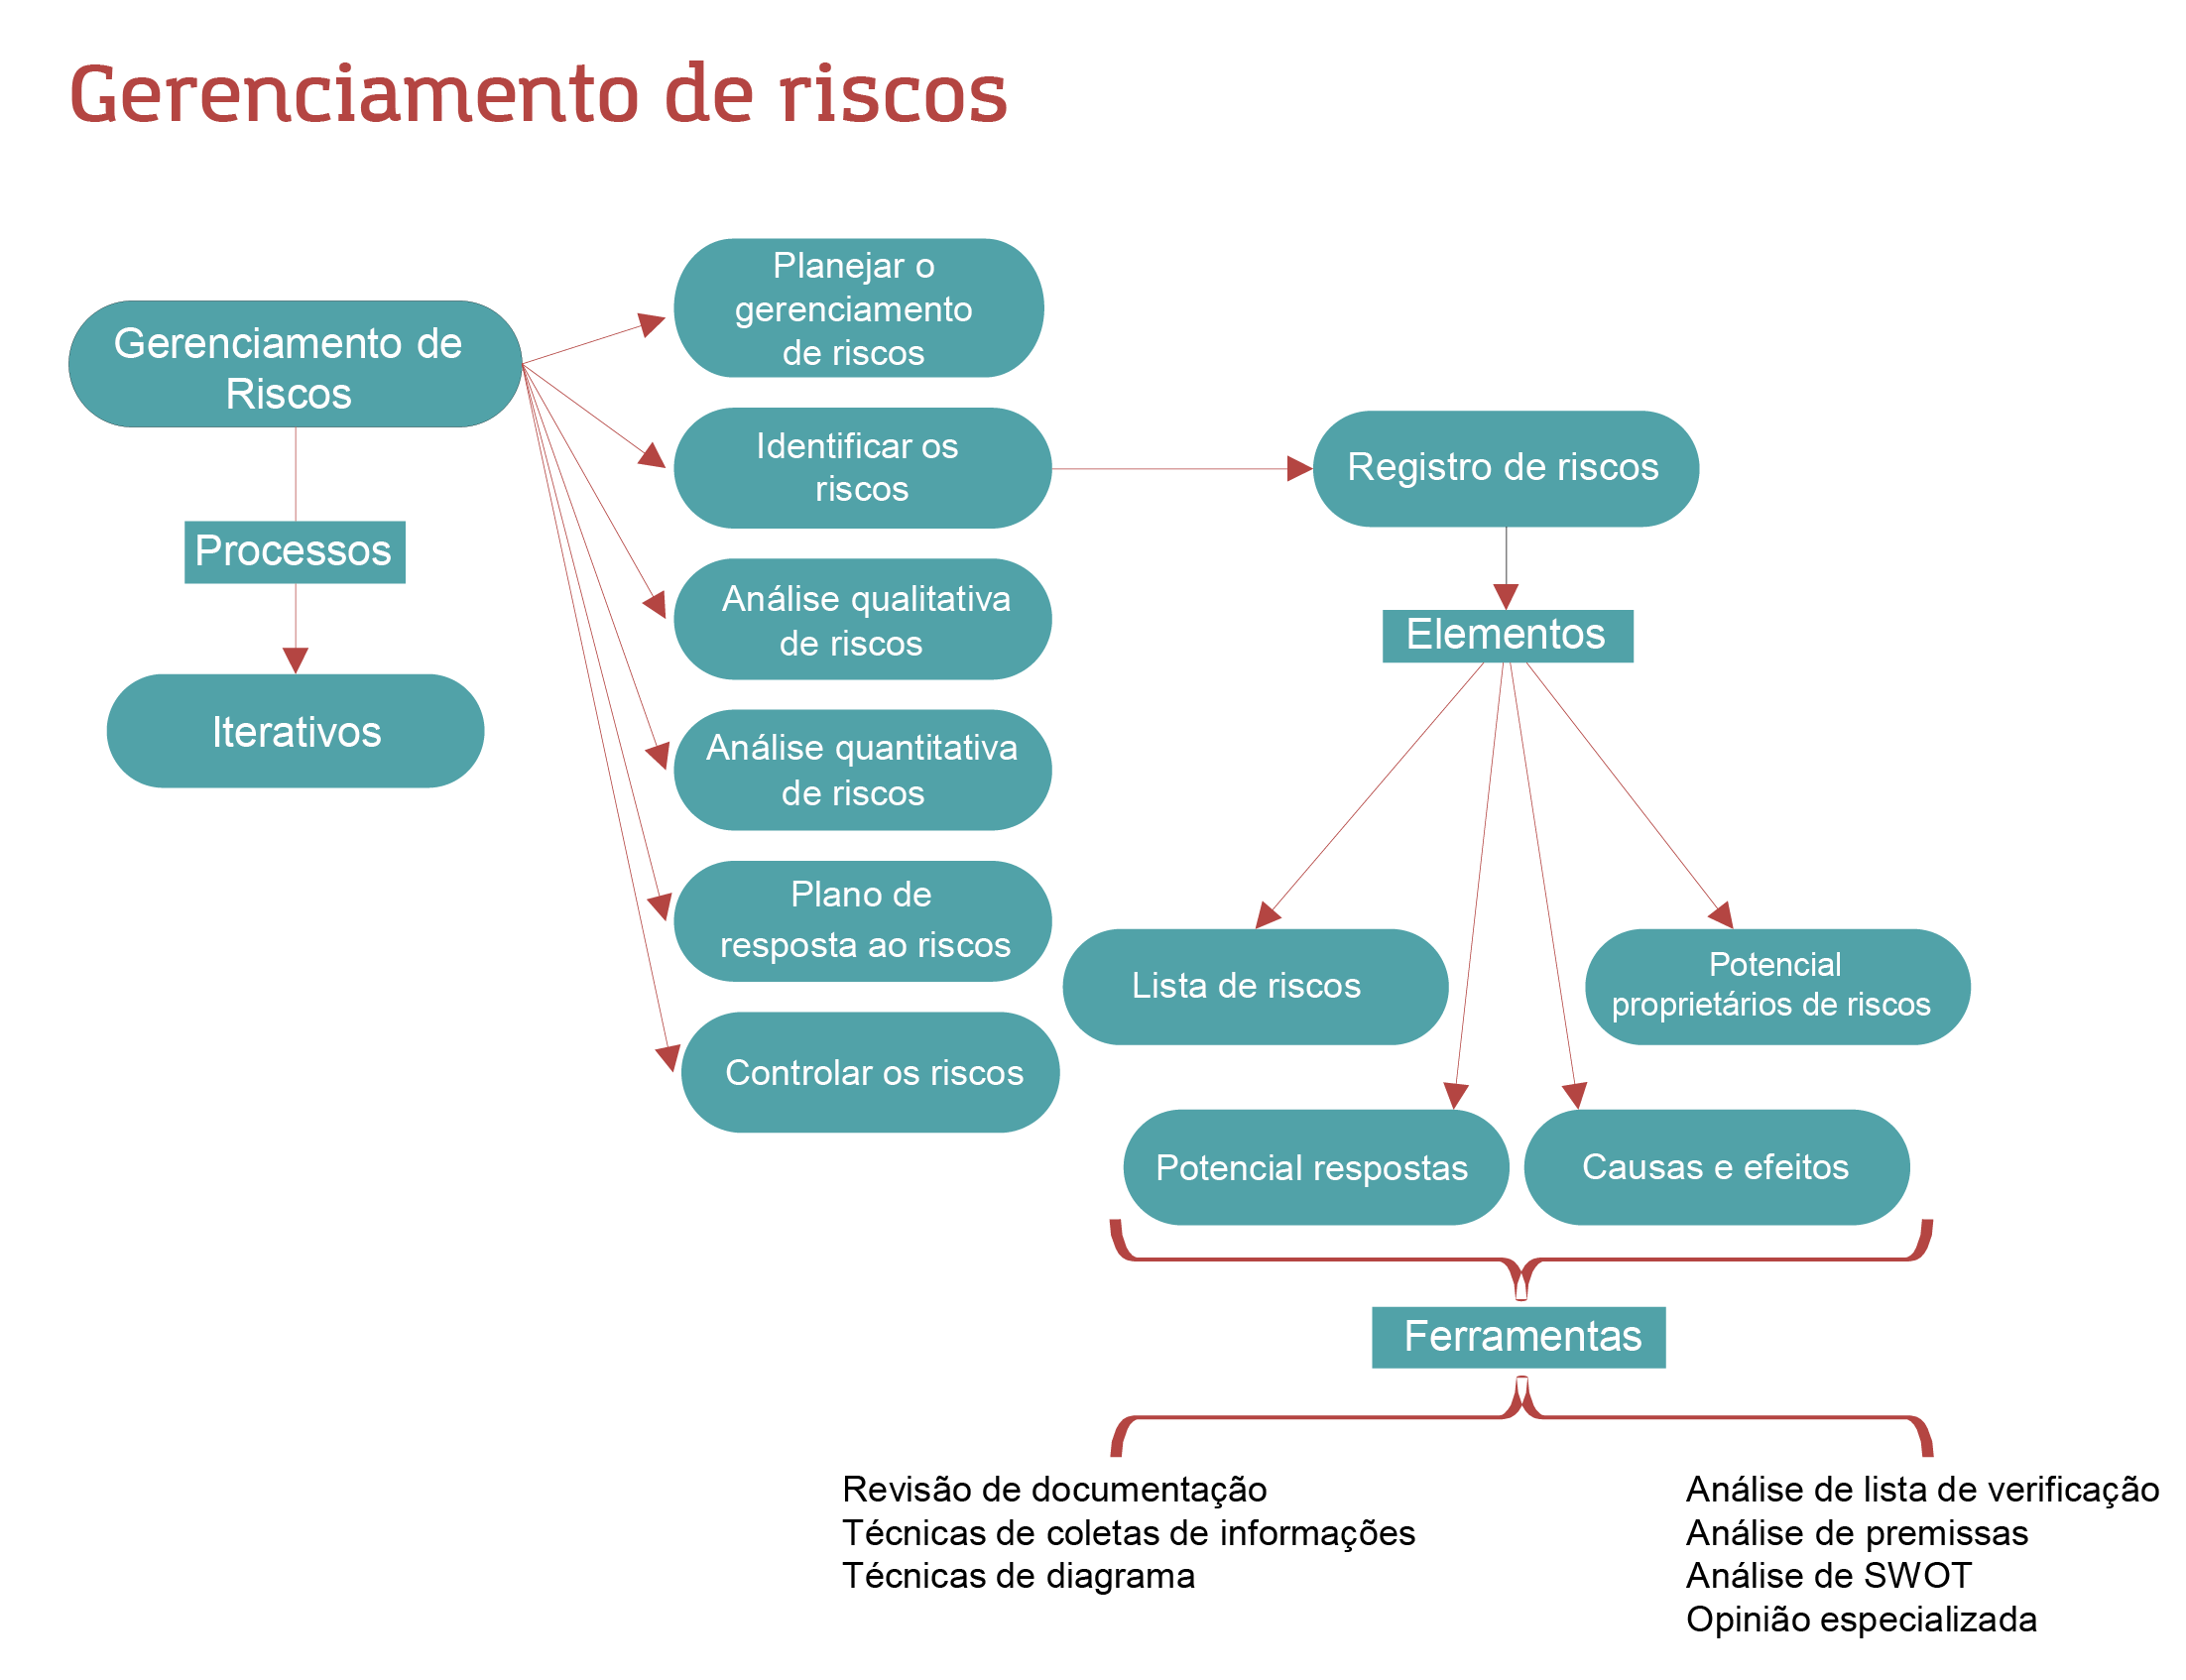 Gerenciamento de riscos
Gerenciamento de
Riscos
Processos
Iterativos
Planejar o
gerenciamento
de riscos
Identificar os
riscos
Análise qualitativa
de riscos
Análise quantitativa
de riscos
Plano de
resposta ao riscos
Controlar os riscos
Registro de riscos
Elementos
Lista de riscos
Potencial
proprietários de riscos
Potencial respostas
Causas e efeitos
Ferramentas
Revisão de documentação
Técnicas de coletas de informações
Técnicas de diagrama
Análise de lista de verificação
Análise de premissas
Análise de SWOT
Opinião especializada